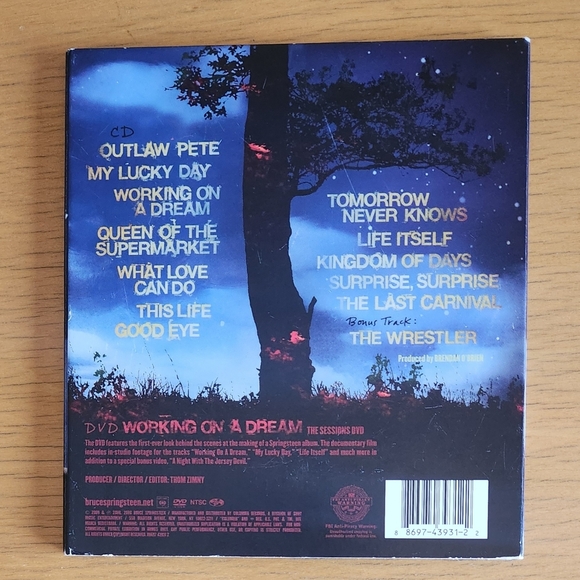 CD
OUTLAW PETE
MY LUCKY DAY
WORKING ON
A DREAM
QUEEN OF THE
SUPERMARKET
WHAT LOVE
CAN DO
THIS LIFE
GOOD EYE
TOMORROW
NEVER KNOWS
LIFE ITSELF
KINGDOM OF DAYS
SURPRISE, SURPRISE
THE LAST CARNIVAL
Bonus Track:
THE WRESTLER
Produced by BRENDAN O'BRIEN
DVD WORKING ON A DREAM THE SESSIONS DVD
The DVD features the first-ever look behind the scenes at the making of a Springsteen album. The documentary film
includes in-studio footage for the tracks "Working On A Dream," "My Lucky Day," "Life Itself" and much more in
addition to a special bonus video, "A Night With The Jersey Devil."
PRODUCER / DIRECTOR / EDITOR: THOM ZIMNY
brucespringsteen.net
DVD NTSC
FBI Anti-Piracy Warning:
8 8697-43931-2 2